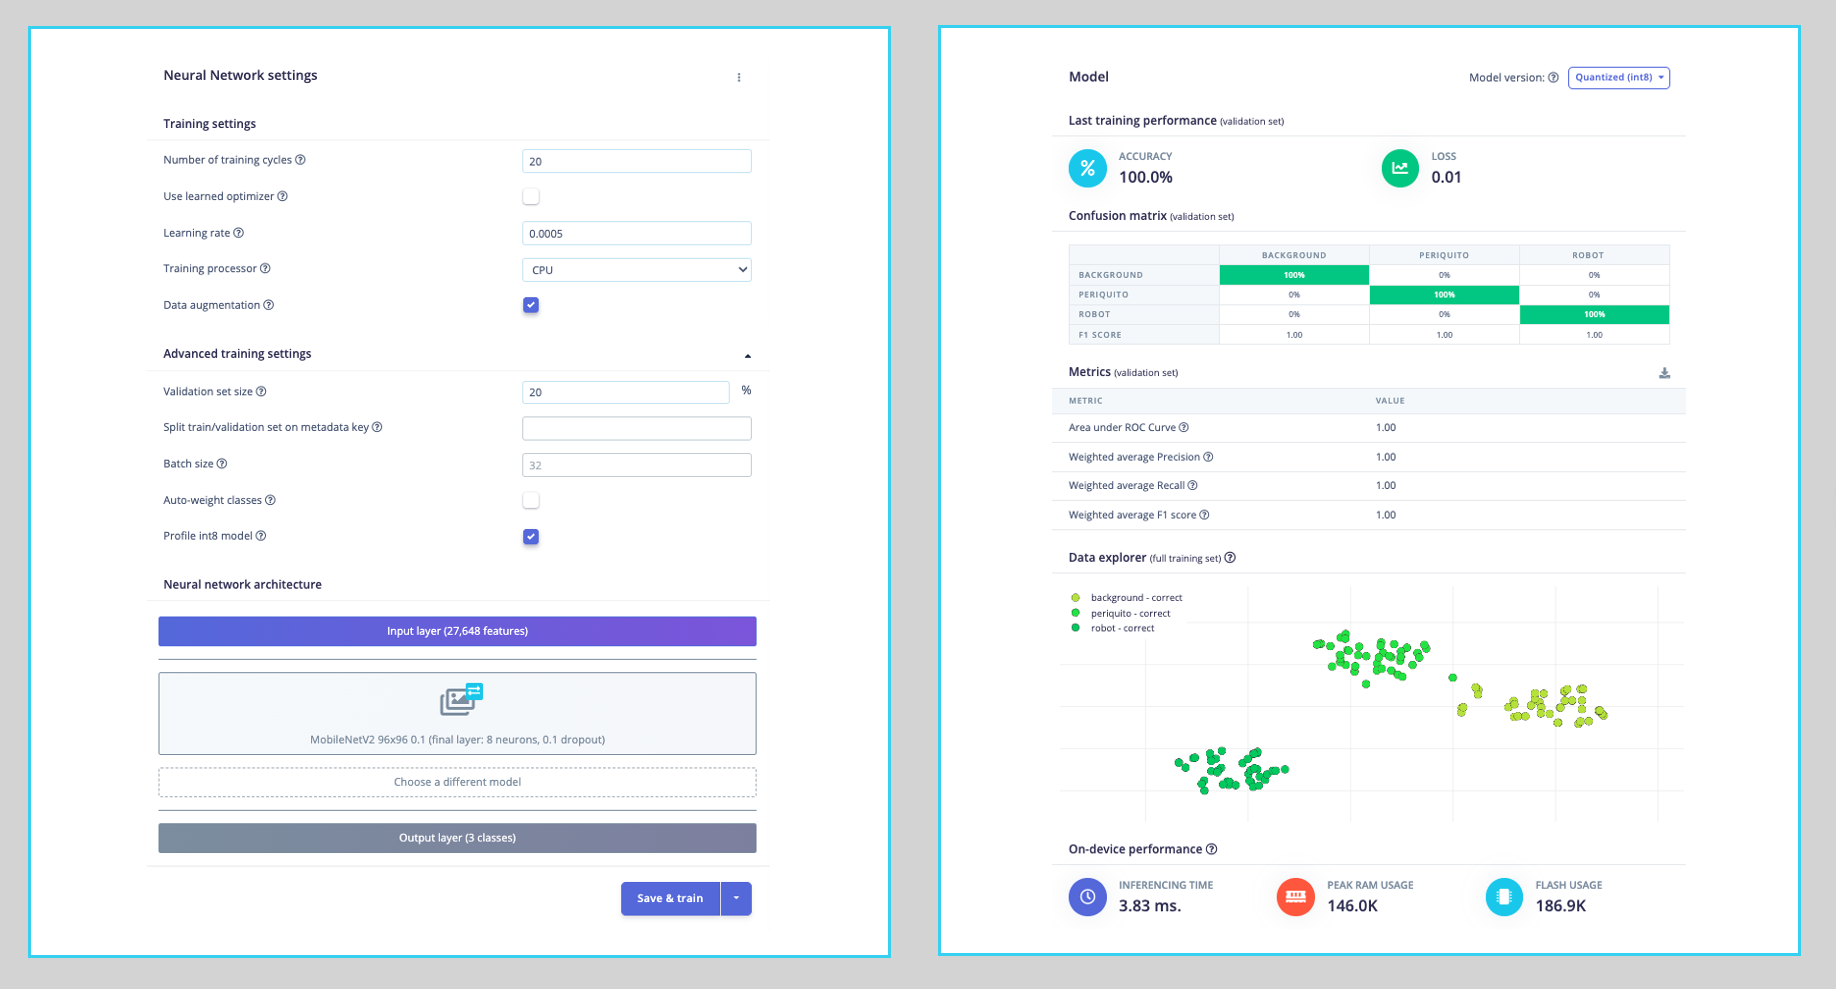 Neural Network settings
Training settings
Number of training cycles
20
Use learned optimizer
Learning rate
0.0005
Training processor
CPU
Data augmentation
Advanced training settings
Validation set size
20 %
Split train/validation set on metadata key
Batch size
32
Auto-weight classes
Profile int8 model
Neural network architecture
Input layer (27,648 features)
MobileNetV2 96x96 0.1 (final layer: 8 neurons, 0.1 dropout)
Choose a different model
Output layer (3 classes)
Save & train
Model
Model version: Quantized (int8)
Last training performance (validation set)
% ACCURACY
100.0%
LOSS
0.01
Confusion matrix (validation set)
BACKGROUND PERIQUITO ROBOT
BACKGROUND 100% 0% 0%
PERIQUITO 0% 100% 0%
ROBOT 0% 0% 100%
F1 SCORE 1.00 1.00 1.00
Metrics (validation set)
METRIC VALUE
Area under ROC Curve 1.00
Weighted average Precision 1.00
Weighted average Recall 1.00
Weighted average F1 score 1.00
Data explorer (full training set)
background - correct
periquito - correct
robot - correct
On-device performance
INFERENCING TIME
3.83 ms.
PEAK RAM USAGE
146.0K
FLASH USAGE
186.9K